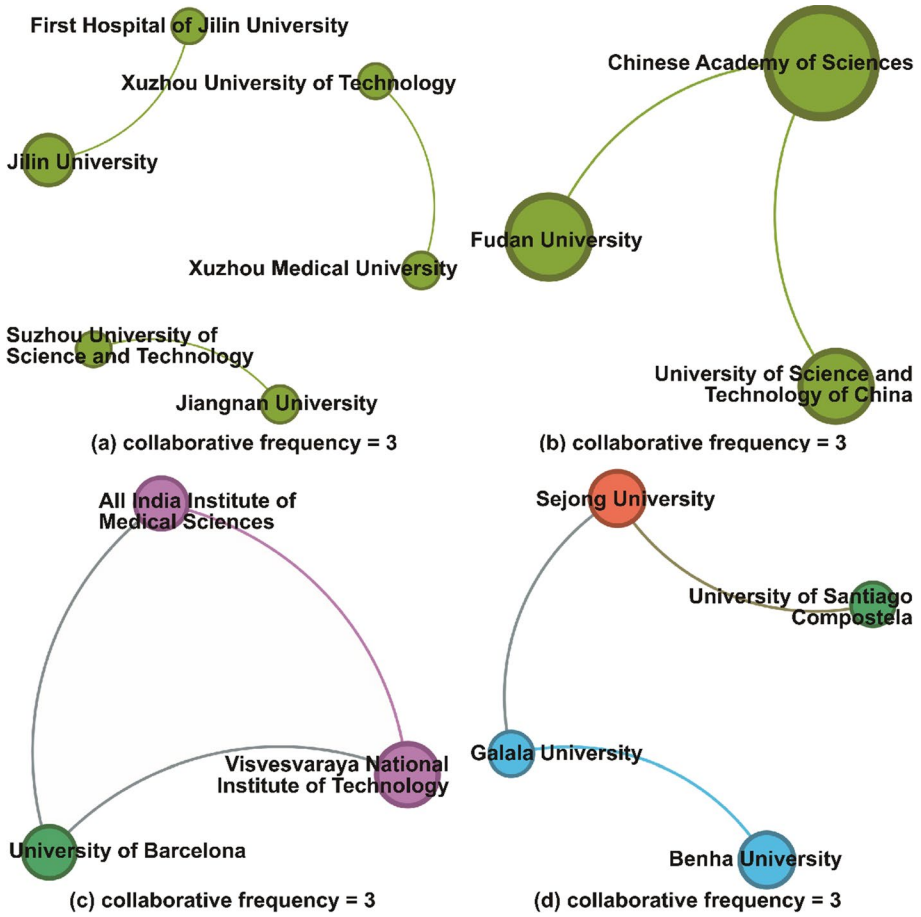 First Hospital of Jilin University
Xuzhou University of Technology
Jilin University
Xuzhou Medical University
Suzhou University of
Science and Technology
Jiangnan University
(a) collaborative frequency = 3
Chinese Academy of Sciences
Fudan University
University of Science and
Technology of China
(b) collaborative frequency = 3
All India Institute of
Medical Sciences
Visvesvaraya National
Institute of Technology
University of Barcelona
(c) collaborative frequency = 3
Sejong University
University of Santiago
Compostela
Galala University
Benha University
(d) collaborative frequency = 3